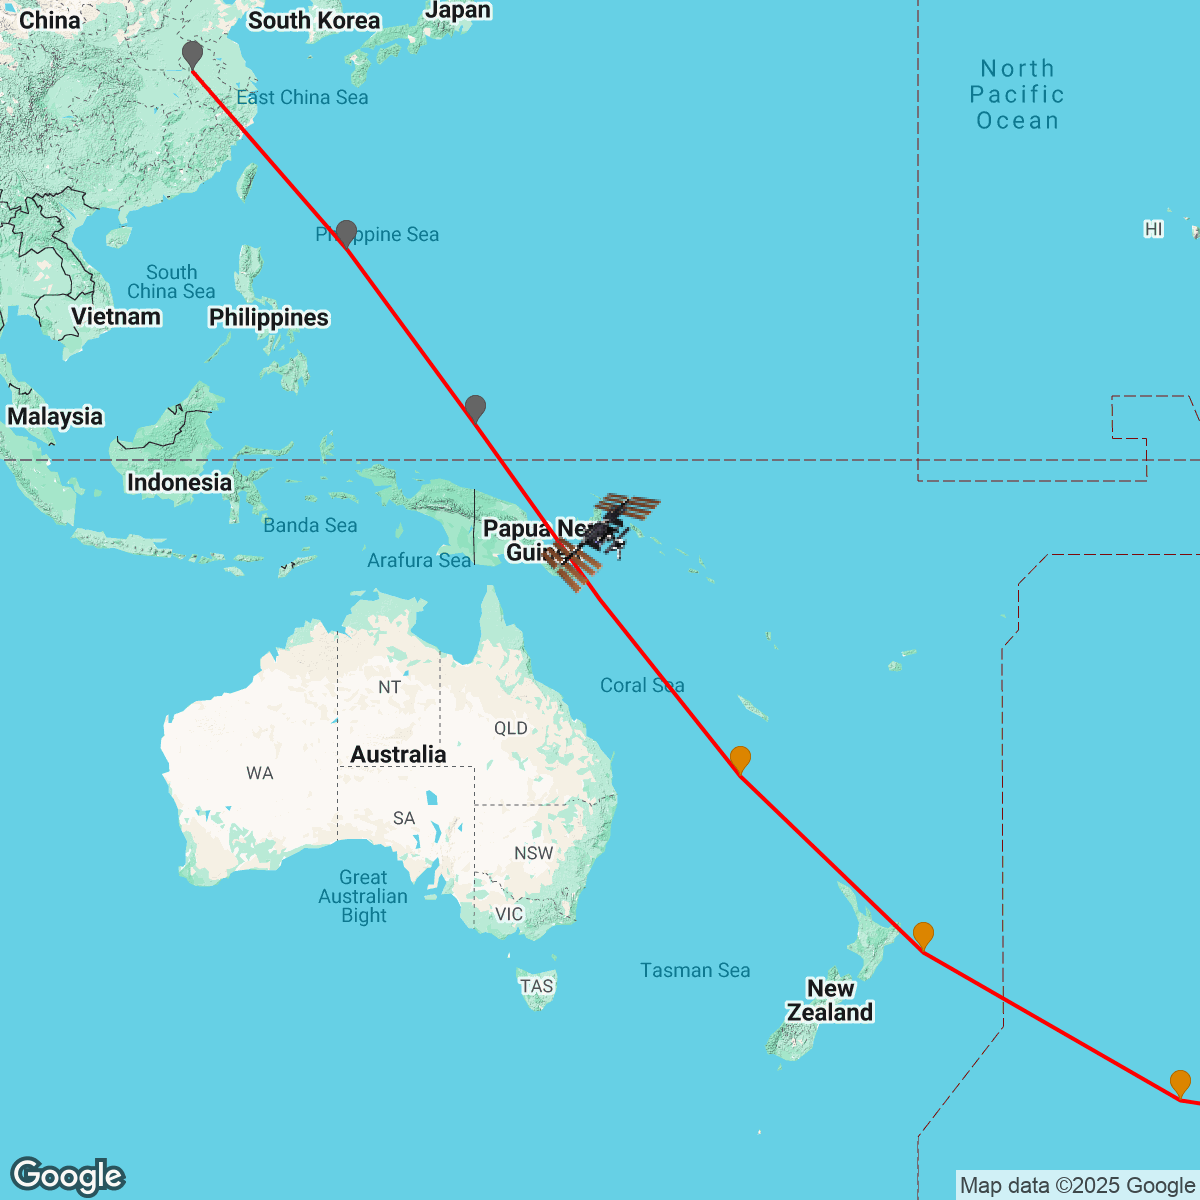 China
South Korea
Japan
East China Sea
North
Pacific
Ocean
Philippine Sea
HI
South
China Sea
Vietnam
Philippines
Malaysia
Indonesia
Banda Sea
Papua New
Guinea
Arafura Sea
Coral Sea
NT
QLD
Australia
WA
SA
NSW
Great
Australian
Bight
VIC
Tasman Sea
TAS
New
Zealand
Google
Map data ©2025 Google